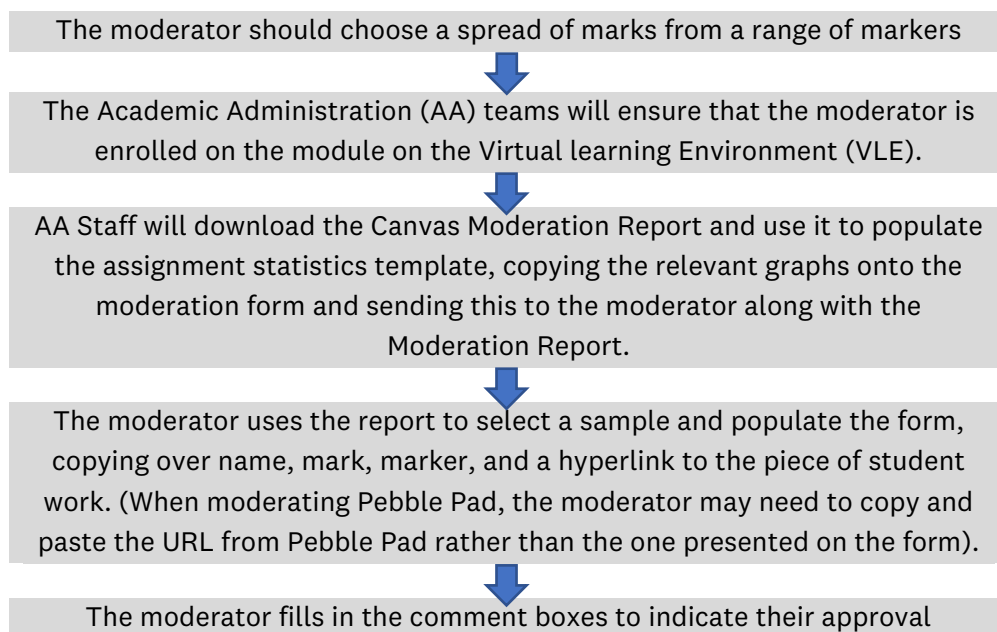 The moderator should choose a spread of marks from a range of markers
The Academic Administration (AA) teams will ensure that the moderator is
enrolled on the module on the Virtual learning Environment (VLE).
AA Staff will download the Canvas Moderation Report and use it to populate
the assignment statistics template, copying the relevant graphs onto the
moderation form and sending this to the moderator along with the
Moderation Report.
The moderator uses the report to select a sample and populate the form,
copying over name, mark, marker, and a hyperlink to the piece of student
work. (When moderating Pebble Pad, the moderator may need to copy and
paste the URL from Pebble Pad rather than the one presented on the form).
The moderator fills in the comment boxes to indicate their approval